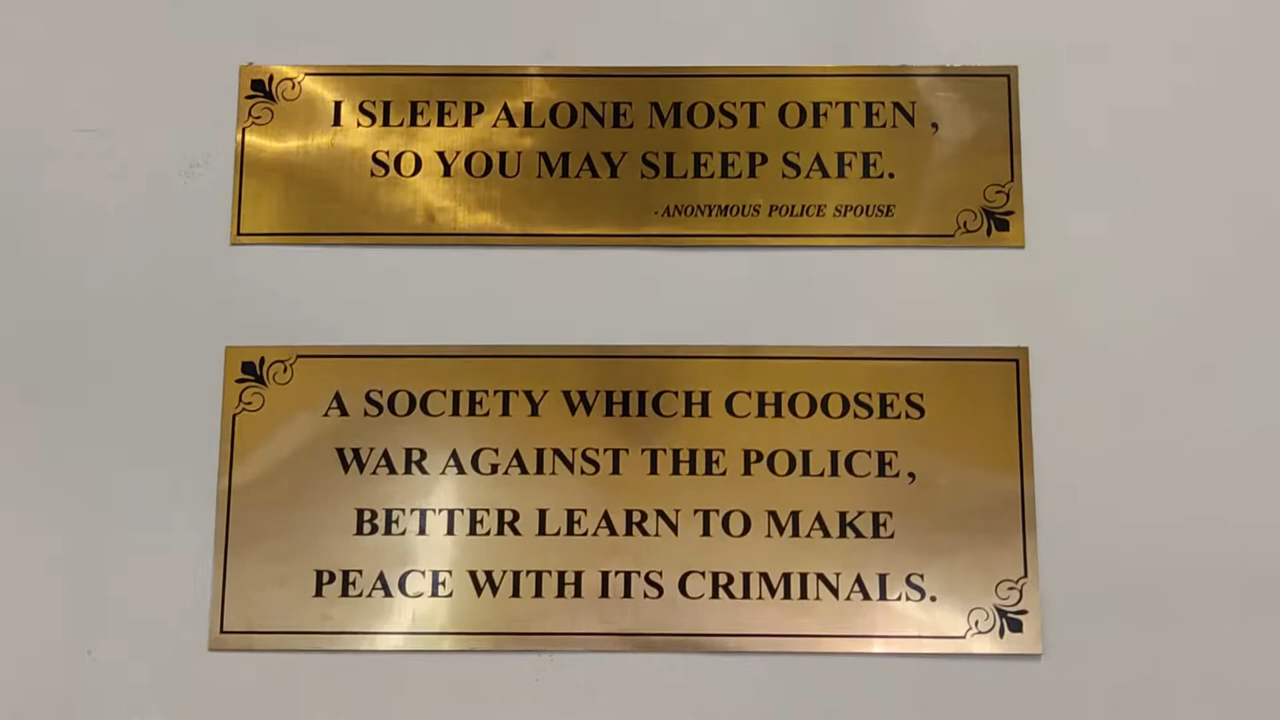 I SLEEP ALONE MOST OFTEN ,
SO YOU MAY SLEEP SAFE.
- ANONYMOUS POLICE SPOUSE
A SOCIETY WHICH CHOOSES
WAR AGAINST THE POLICE,
BETTER LEARN TO MAKE
PEACE WITH ITS CRIMINALS.